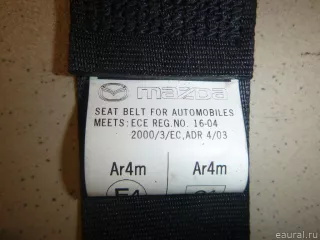 mazda
SEAT BELT FOR AUTOMOBILES
MEETS:ECE REG.NO. 16-04
2000/3/EC,ADR 4/03
Ar4m Ar4m
E4
eaural.ru